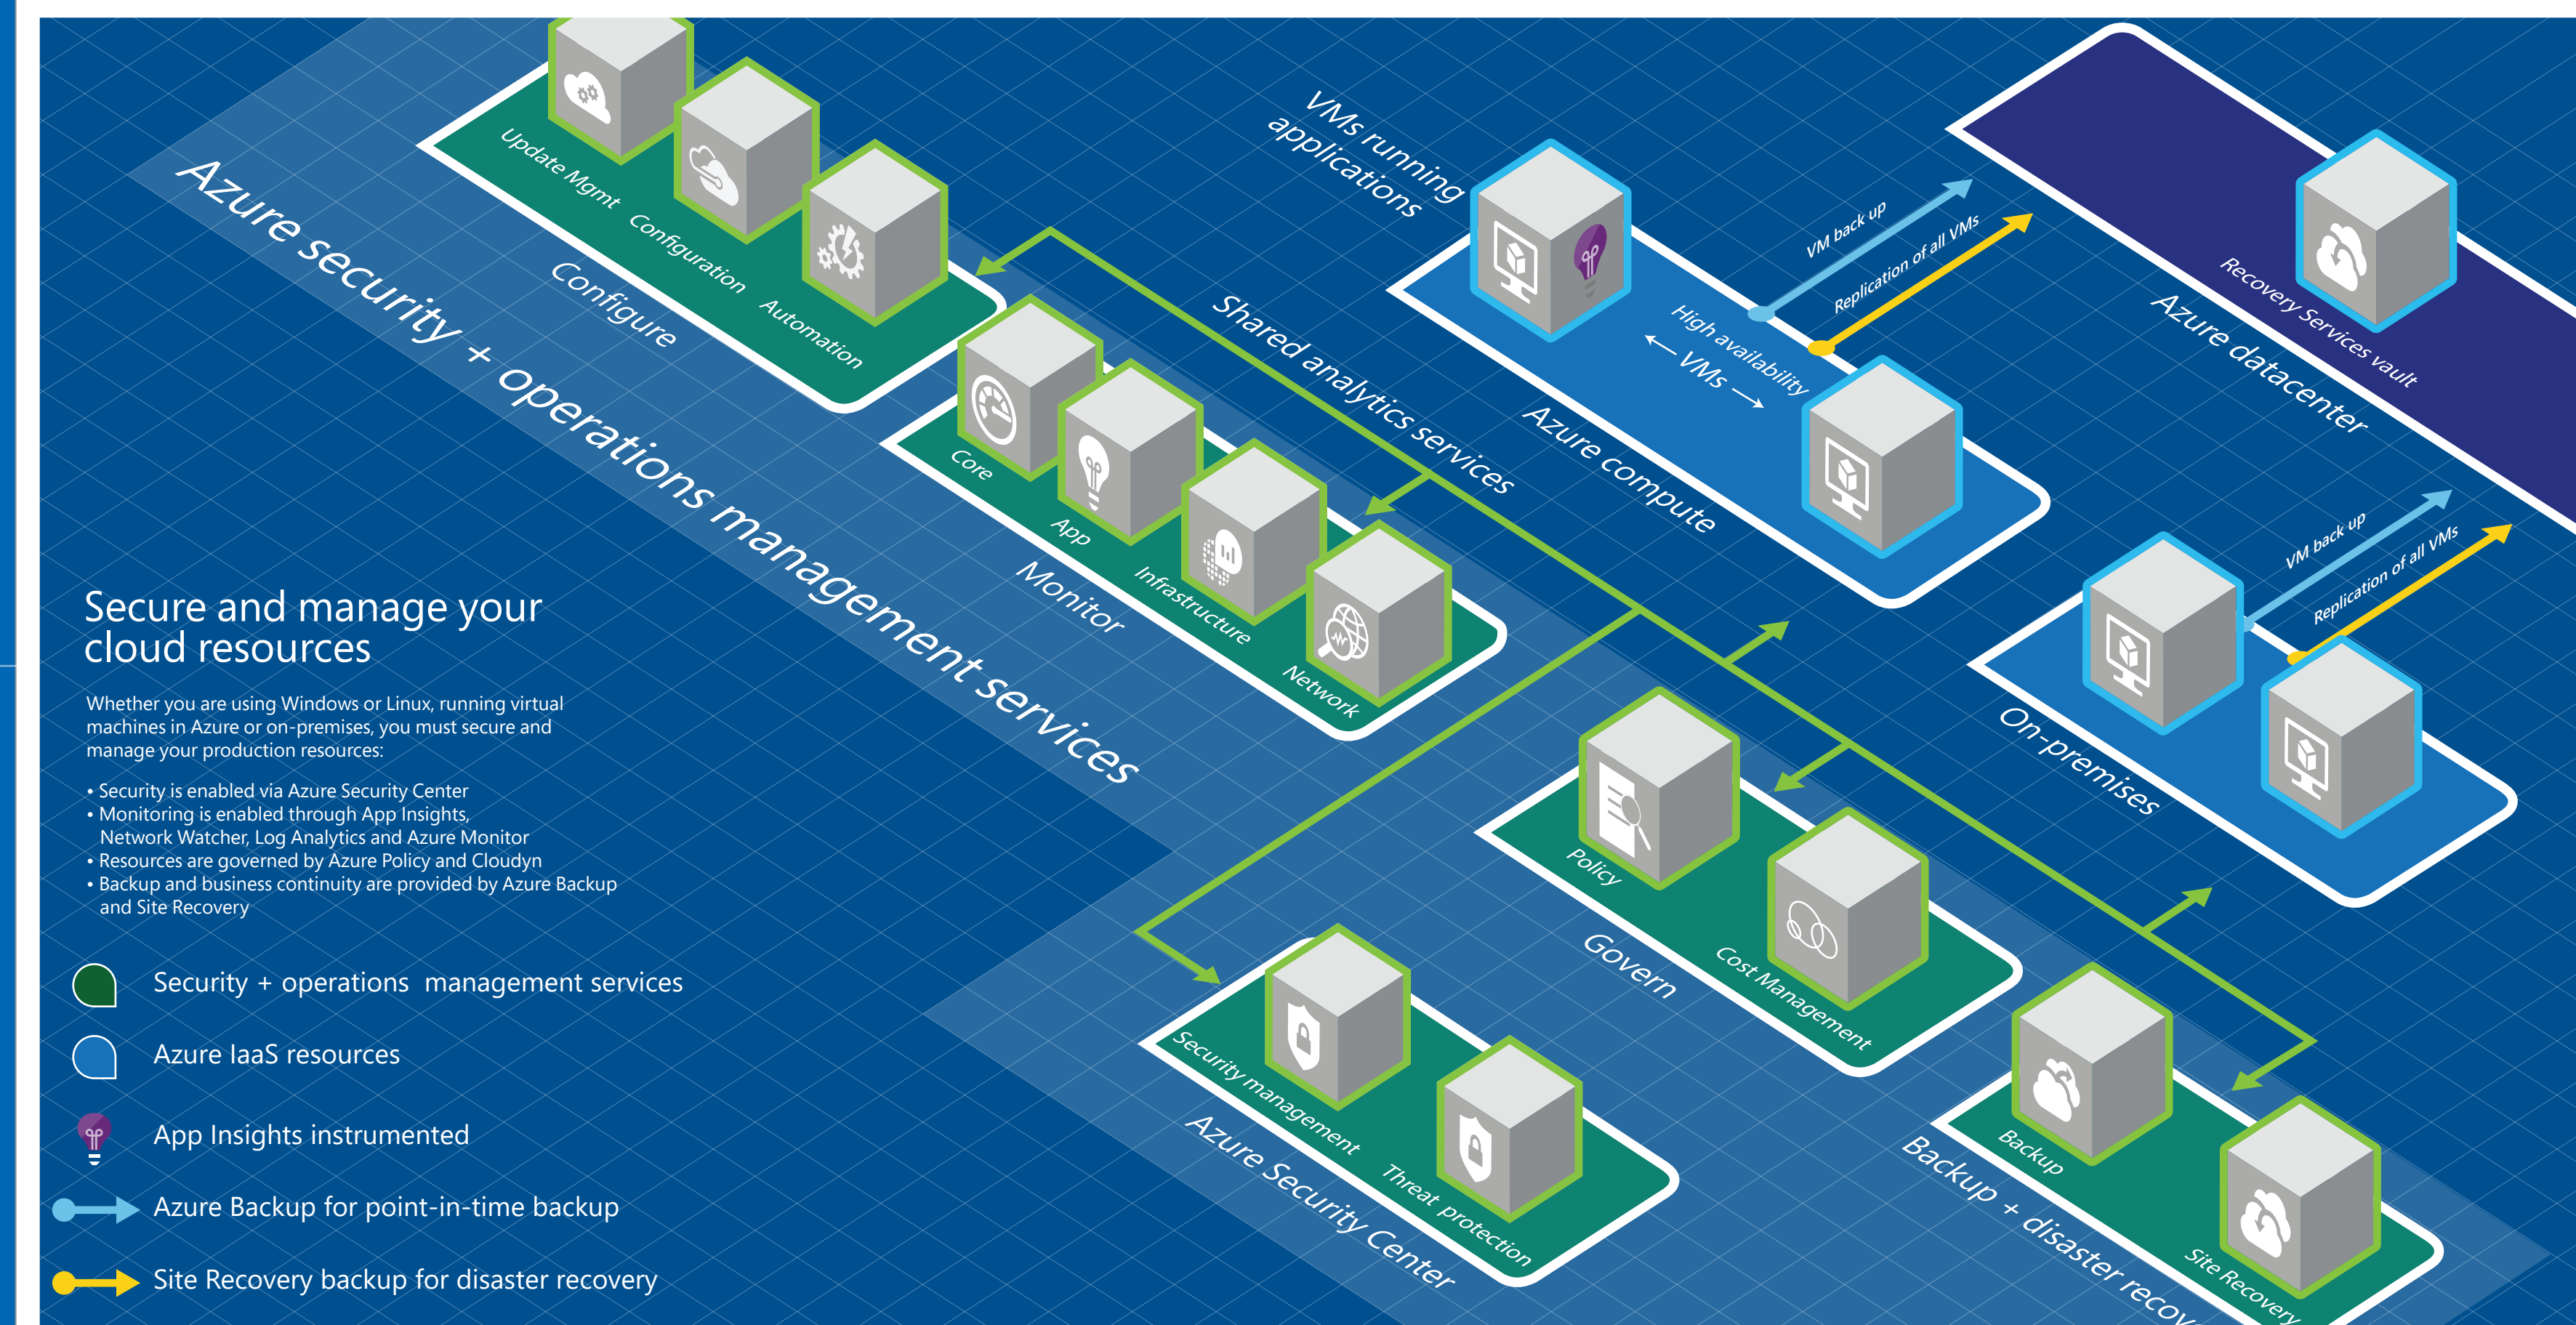 Update Mgmt
Configuration
Automation
Configure
Azure security + operations management services
Core
App
Infrastructure
Network
Monitor
Shared analytics services
VMs running
applications
High availability
← VMs →
VM back up
Replication of all VMs
Azure compute
Recovery Services vault
Azure datacenter
VM back up
Replication of all VMs
On-premises
Policy
Cost Management
Govern
Security management
Threat protection
Azure Security Center
Backup
Site Recovery
Backup + disaster
Secure and manage your
cloud resources
Whether you are using Windows or Linux, running virtual
machines in Azure or on-premises, you must secure and
manage your production resources:
• Security is enabled via Azure Security Center
• Monitoring is enabled through App Insights,
Network Watcher, Log Analytics and Azure Monitor
• Resources are governed by Azure Policy and Cloudyn
• Backup and business continuity are provided by Azure Backup
and Site Recovery
Security + operations management services
Azure IaaS resources
App Insights instrumented
Azure Backup for point-in-time backup
Site Recovery backup for disaster recovery